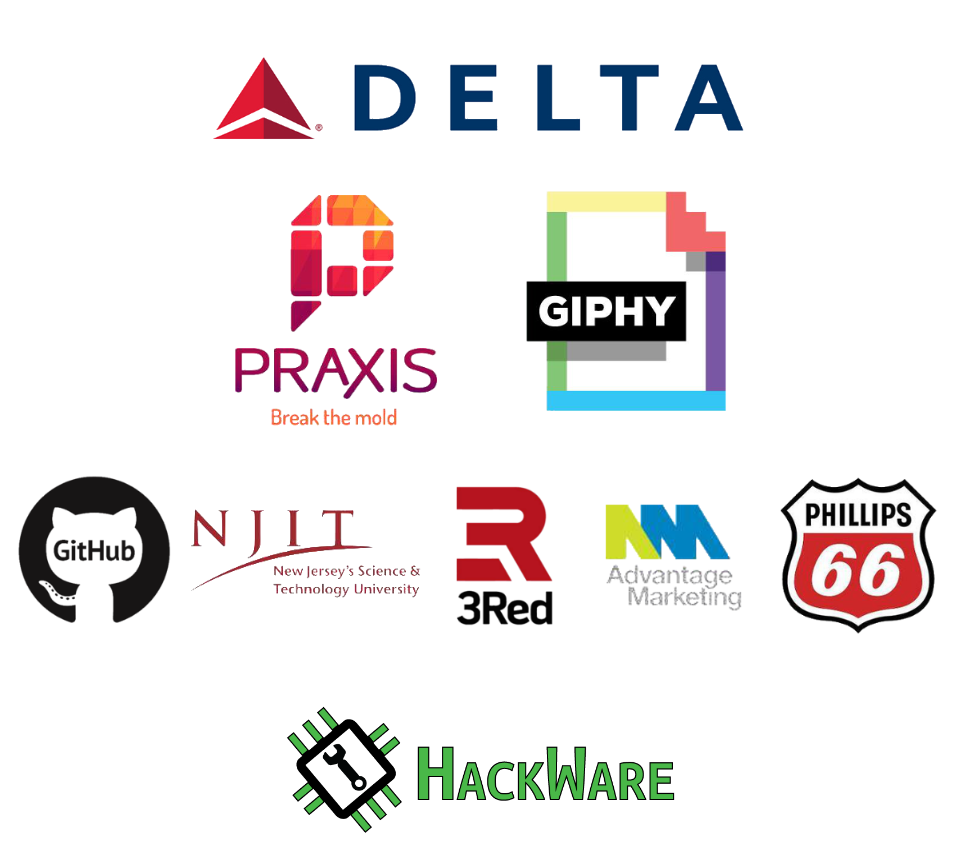 ® DELTA
GIPHY
PRAXIS
Break the mold
GitHub
NJIT
New Jersey's Science &
Technology University
3Red
Advantage
Marketing
PHILLIPS
66
HACKWARE